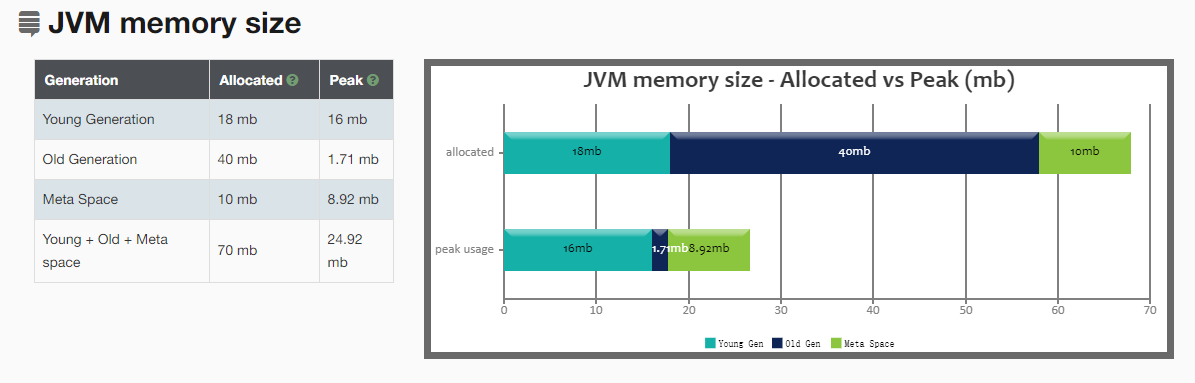 JVM memory size
Generation Allocated ? Peak ?
Young Generation 18 mb 16 mb
Old Generation 40 mb 1.71 mb
Meta Space 10 mb 8.92 mb
Young + Old + Meta space 70 mb 24.92 mb
JVM memory size - Allocated vs Peak (mb)
allocated 18mb 40mb 10mb
peak usage 16mb 1.71mb 8.92mb
0 10 20 30 40 50 60 70
Young Gen Old Gen Meta Space